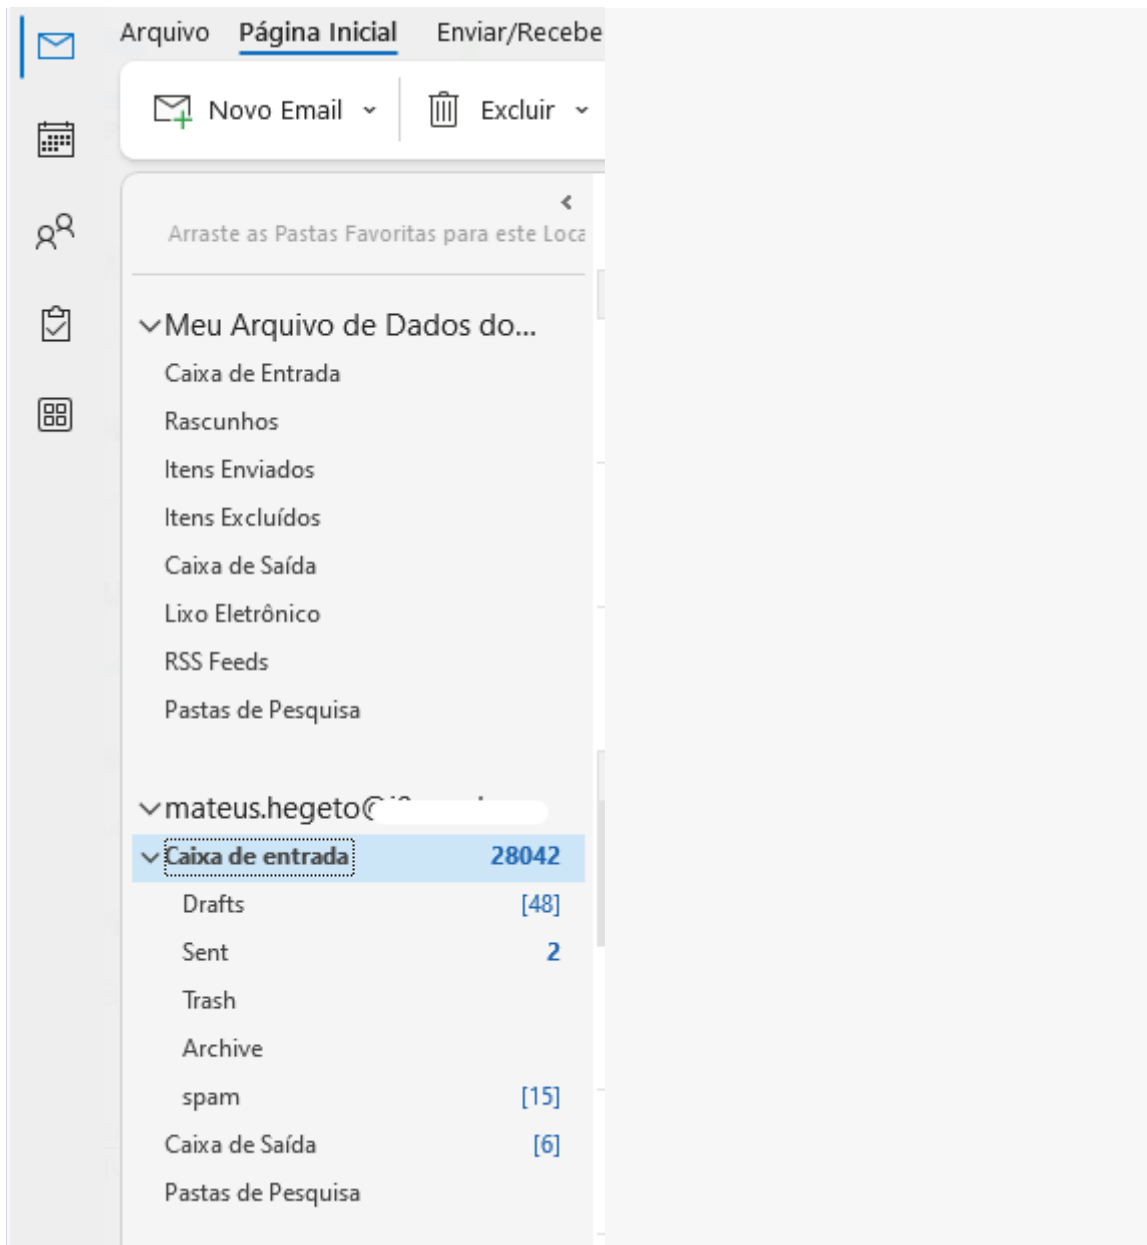 Arquivo Página Inicial Enviar/Recebe
Novo Email Excluir
Arraste as Pastas Favoritas para este Loca
Meu Arquivo de Dados do...
Caixa de Entrada
Rascunhos
Itens Enviados
Itens Excluídos
Caixa de Saída
Lixo Eletrônico
RSS Feeds
Pastas de Pesquisa
mateus.hegeto@
Caixa de entrada 28042
Drafts [48]
Sent 2
Trash
Archive
spam [15]
Caixa de Saída [6]
Pastas de Pesquisa